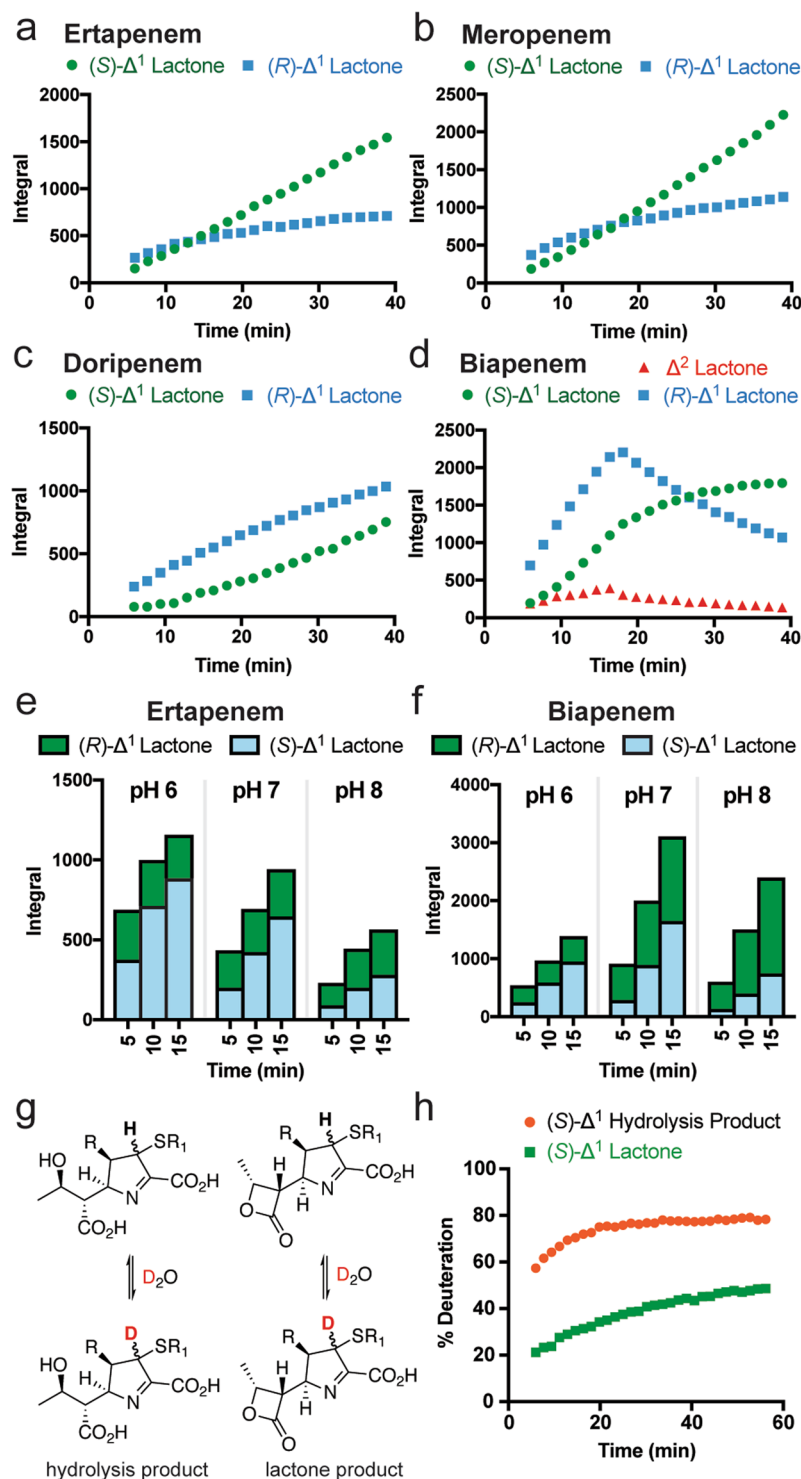 a Ertapenem
(S)-Δ¹ Lactone (R)-Δ¹ Lactone
2000
1500
1000
500
0
Integral
0 10 20 30 40
Time (min)
b Meropenem
(S)-Δ¹ Lactone (R)-Δ¹ Lactone
2500
2000
1500
1000
500
0
Integral
0 10 20 30 40
Time (min)
c Doripenem
(S)-Δ¹ Lactone (R)-Δ¹ Lactone
1500
1000
500
0
Integral
0 10 20 30 40
Time (min)
d Biapenem Δ² Lactone
(S)-Δ¹ Lactone (R)-Δ¹ Lactone
2500
2000
1500
1000
500
0
Integral
0 10 20 30 40
Time (min)
e Ertapenem
(R)-Δ¹ Lactone (S)-Δ¹ Lactone
1500
1000
500
0
Integral
pH 6 pH 7 pH 8
5 10 15 5 10 15 5 10 15
Time (min)
f Biapenem
(R)-Δ¹ Lactone (S)-Δ¹ Lactone
4000
3000
2000
1000
0
Integral
pH 6 pH 7 pH 8
5 10 15 5 10 15 5 10 15
Time (min)
g
H
R SR₁
HO
H
N CO₂H
CO₂H
D₂O
D
R SR₁
HO
H
N CO₂H
CO₂H
hydrolysis product
H
R SR₁
H
N CO₂H
H
O
O
D₂O
D
R SR₁
H
N CO₂H
H
O
O
lactone product
h
(S)-Δ¹ Hydrolysis Product
(S)-Δ¹ Lactone
100
80
60
40
20
0
% Deuteration
0 20 40 60
Time (min)